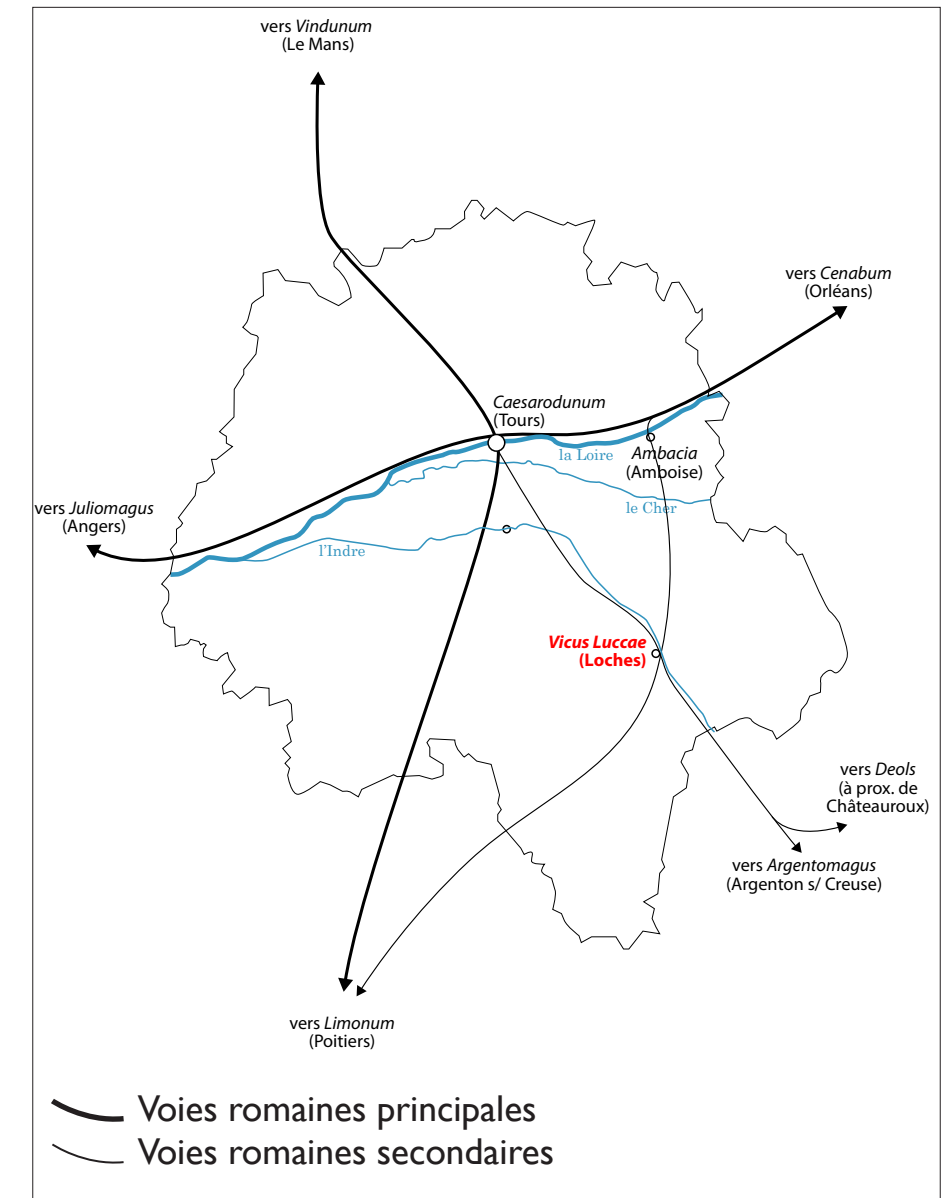 vers Vindunum
(Le Mans)
vers Cenabum
(Orléans)
Caesarodunum
(Tours)
la Loire
Ambacia
(Amboise)
le Cher
vers Juliomagus
(Angers)
l'Indre
Vicus Luccae
(Loches)
vers Deols
(à prox. de
Châteauroux)
vers Argentomagus
(Argenton s/ Creuse)
vers Limonum
(Poitiers)
Voies romaines principales
Voies romaines secondaires